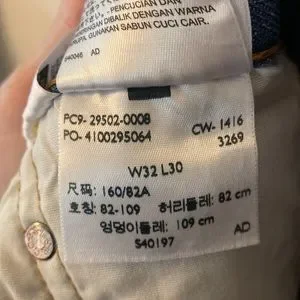 - PENCUCIAN DAN
DENGAN DIBALIK DENGAN WARNA
GUNAKAN SABUN CUCI CAIR.
940046 AD
PC9- 29502-0008
PO- 4100295064
CW- 1416
3269
W32 L30
尺码: 160/82A
호칭: 82-109 허리둘레: 82 cm
엉덩이둘레: 109 cm
S40197 AD